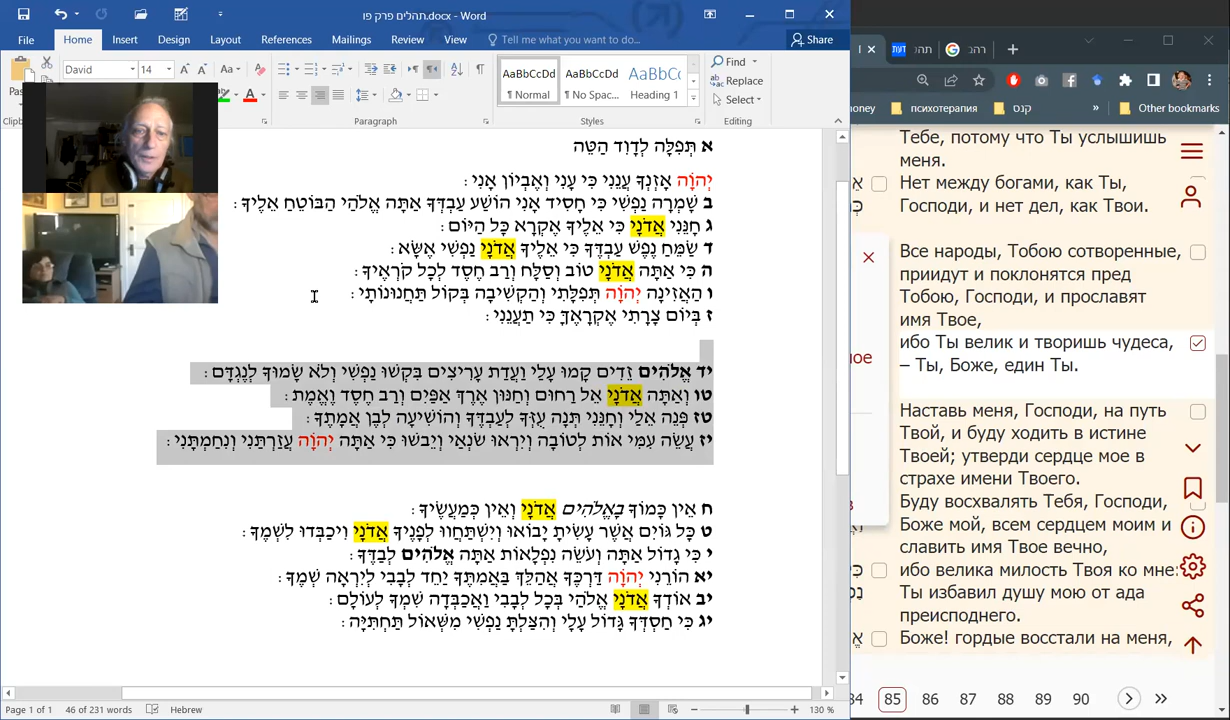 תהלים פרק פו.docx - Word
File Home Insert Design Layout References Mailings Review View Tell me what you want to do... Share
David 14 Aa
AaBbCcDd AaBbCcDd AaBbCc
¶ Normal ¶ No Spac... Heading 1
Find
Replace
Select
Paragraph Styles Editing
א תְּפִלָּה לְדָוִד הַטֵּה
יְהוָה אָזְנְךָ עֲנֵנִי כִּי עָנִי וְאֶבְיוֹן אָנִי:
ב שָׁמְרָה נַפְשִׁי כִּי חָסִיד אָנִי הוֹשַׁע עַבְדְּךָ אַתָּה אֱלֹהַי הַבּוֹטֵחַ אֵלֶיךָ:
ג חָנֵּנִי אֲדֹנָי כִּי אֵלֶיךָ אֶקְרָא כָּל הַיּוֹם:
ד שַׂמֵּחַ נֶפֶשׁ עַבְדֶּךָ כִּי אֵלֶיךָ אֲדֹנָי נַפְשִׁי אֶשָּׂא:
ה כִּי אַתָּה אֲדֹנָי טוֹב וְסַלָּח וְרַב חֶסֶד לְכָל קֹרְאֶיךָ:
ו הַאֲזִינָה יְהוָה תְּפִלָּתִי וְהַקְשִׁיבָה בְּקוֹל תַּחֲנוּנוֹתָי:
ז בְּיוֹם צָרָתִי אֶקְרָאֶךָּ כִּי תַעֲנֵנִי:
יד אֱלֹהִים זֵדִים קָמוּ עָלַי וַעֲדַת עָרִיצִים בִּקְשׁוּ נַפְשִׁי וְלֹא שָׂמוּךָ לְנֶגְדָּם:
טו וְאַתָּה אֲדֹנָי אֵל רַחוּם וְחַנּוּן אֶרֶךְ אַפַּיִם וְרַב חֶסֶד וֶאֱמֶת:
טז פְּנֵה אֵלַי וְחָנֵּנִי תְּנָה עֻזְּךָ לְעַבְדֶּךָ וְהוֹשִׁיעָה לְבֶן אֲמָתֶךָ:
יז עֲשֵׂה עִמִּי אוֹת לְטוֹבָה וְיִרְאוּ שֹׂנְאַי וְיֵבֹשׁוּ כִּי אַתָּה יְהוָה עֲזַרְתַּנִי וְנִחַמְתָּנִי:
ח אֵין כָּמוֹךָ בָאֱלֹהִים אֲדֹנָי וְאֵין כְּמַעֲשֶׂיךָ:
ט כָּל גּוֹיִם אֲשֶׁר עָשִׂיתָ יָבוֹאוּ וְיִשְׁתַּחֲווּ לְפָנֶיךָ אֲדֹנָי וִיכַבְּדוּ לִשְׁמֶךָ:
י כִּי גָדוֹל אַתָּה וְעֹשֵׂה נִפְלָאוֹת אַתָּה אֱלֹהִים לְבַדֶּךָ:
יא הוֹרֵנִי יְהוָה דַּרְכֶּךָ אֲהַלֵּךְ בַּאֲמִתֶּךָ יַחֵד לְבָבִי לְיִרְאָה שְׁמֶךָ:
יב אוֹדְךָ אֲדֹנָי אֱלֹהַי בְּכָל לְבָבִי וַאֲכַבְּדָה שִׁמְךָ לְעוֹלָם:
יג כִּי חַסְדְּךָ גָּדוֹל עָלָי וְהִצַּלְתָּ נַפְשִׁי מִשְּׁאוֹל תַּחְתִּיָּה:
Page 1 of 1 46 of 231 words Hebrew 130 %
דעת תהי רהב
психотерапия קנס Other bookmarks
Тебе, потому что Ты услышишь
меня.
Нет между богами, как Ты,
Господи, и нет дел, как Твои.
Все народы, Тобою сотворенные,
приидут и поклонятся пред
Тобою, Господи, и прославят
имя Твое,
ибо Ты велик и творишь чудеса,
– Ты, Боже, един Ты.
Наставь меня, Господи, на путь
Твой, и буду ходить в истине
Твоей; утверди сердце мое в
страхе имени Твоего.
Буду восхвалять Тебя, Господи,
Боже мой, всем сердцем моим и
славить имя Твое вечно,
ибо велика милость Твоя ко мне:
Ты избавил душу мою от ада
преисподнего.
Боже! гордые восстали на меня,
84 85 86 87 88 89 90